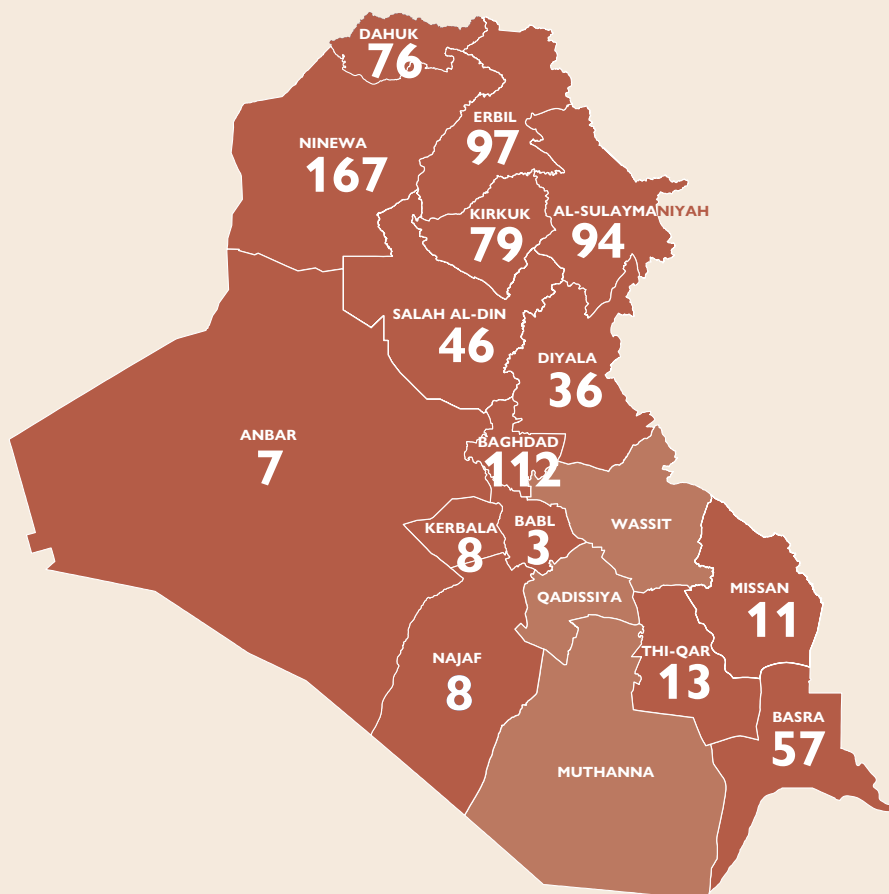 DAHUK
76
ERBIL
97
NINEWA
167
KIRKUK
79
AL-SULAYMANIYAH
94
SALAH AL-DIN
46
DIYALA
36
ANBAR
7
BAGHDAD
112
KERBALA
8
BABL
3
WASSIT
QADISSIYA
MISSAN
11
NAJAF
8
THI-QAR
13
BASRA
57
MUTHANNA